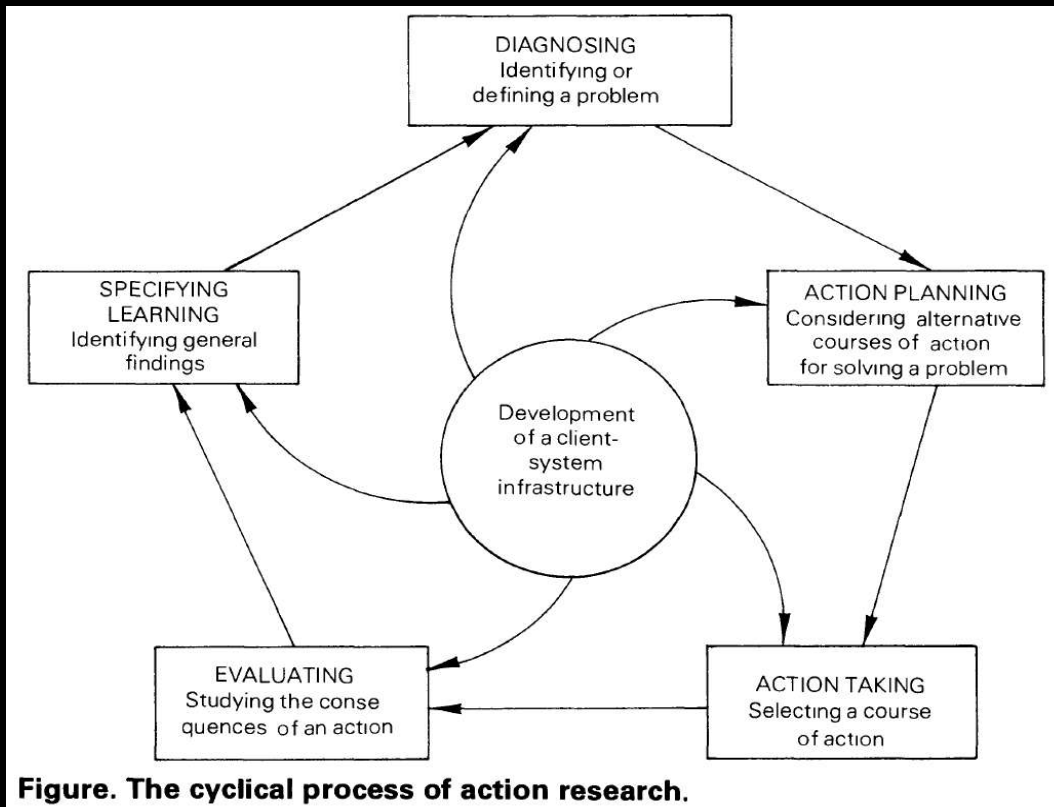 DIAGNOSING
Identifying or
defining a problem
SPECIFYING
LEARNING
Identifying general
findings
ACTION PLANNING
Considering alternative
courses of action
for solving a problem
Development
of a client-
system
infrastructure
EVALUATING
Studying the conse
quences of an action
ACTION TAKING
Selecting a course
of action
Figure. The cyclical process of action research.